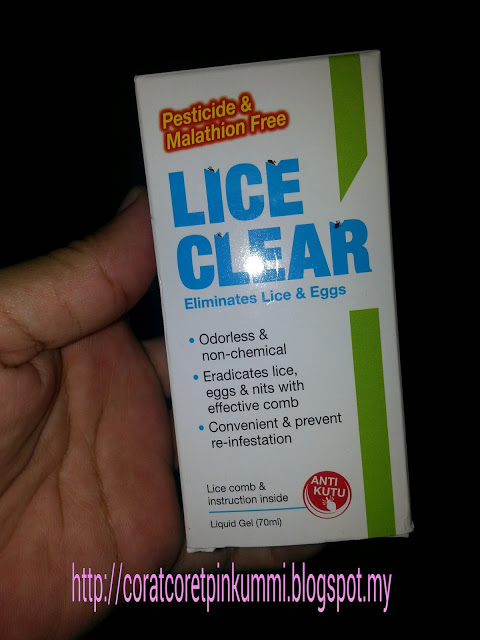 Pesticide &
Malathion Free
LICE
CLEAR
Eliminates Lice & Eggs
• Odorless &
non-chemical
• Eradicates lice,
eggs & nits with
effective comb
• Convenient & prevent
re-infestation
Lice comb &
instruction inside
ANTI
KUTU
Liquid Gel (70ml)
http://coratcoretpinkummi.blogspot.my